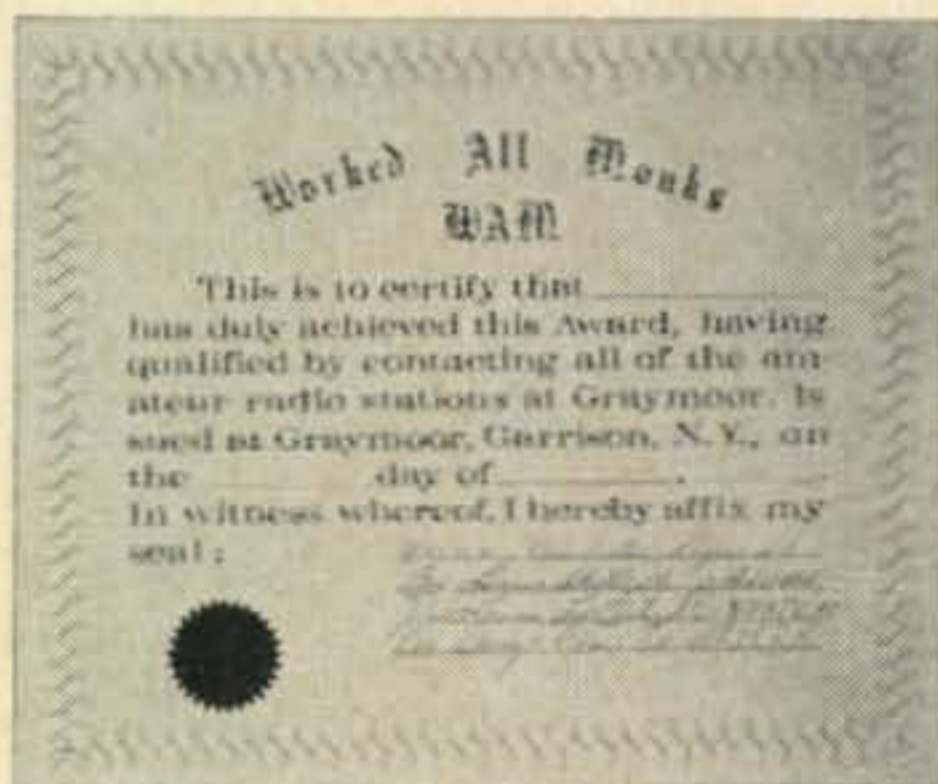 Worked All Monks
WAM
This is to certify that
has duly achieved this Award, having
qualified by contacting all of the am-
ateur radio stations at Graymoor. Is
sued at Graymoor, Garrison, N. Y., on
the day of
In witness whereof, I hereby affix my
seal: